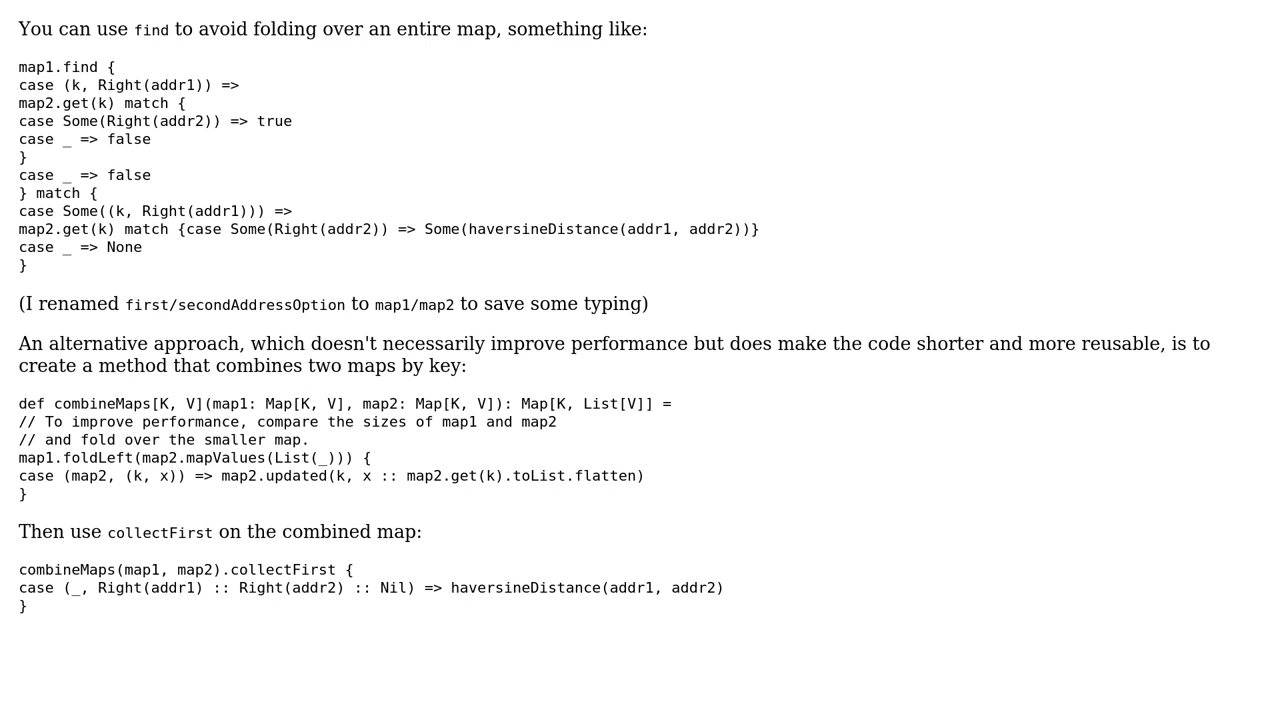 You can use find to avoid folding over an entire map, something like:
map1.find {
case (k, Right(addr1)) =>
map2.get(k) match {
case Some(Right(addr2)) => true
case _ => false
}
case _ => false
} match {
case Some((k, Right(addr1))) =>
map2.get(k) match {case Some(Right(addr2)) => Some(haversineDistance(addr1, addr2))}
case _ => None
}
(I renamed first/secondAddressOption to map1/map2 to save some typing)
An alternative approach, which doesn't necessarily improve performance but does make the code shorter and more reusable, is to
create a method that combines two maps by key:
def combineMaps[K, V](map1: Map[K, V], map2: Map[K, V]): Map[K, List[V]] =
// To improve performance, compare the sizes of map1 and map2
// and fold over the smaller map.
map1.foldLeft(map2.mapValues(List(_))) {
case (map2, (k, x)) => map2.updated(k, x :: map2.get(k).toList.flatten)
}
Then use collectFirst on the combined map:
combineMaps(map1, map2).collectFirst {
case (_, Right(addr1) :: Right(addr2) :: Nil) => haversineDistance(addr1, addr2)
}